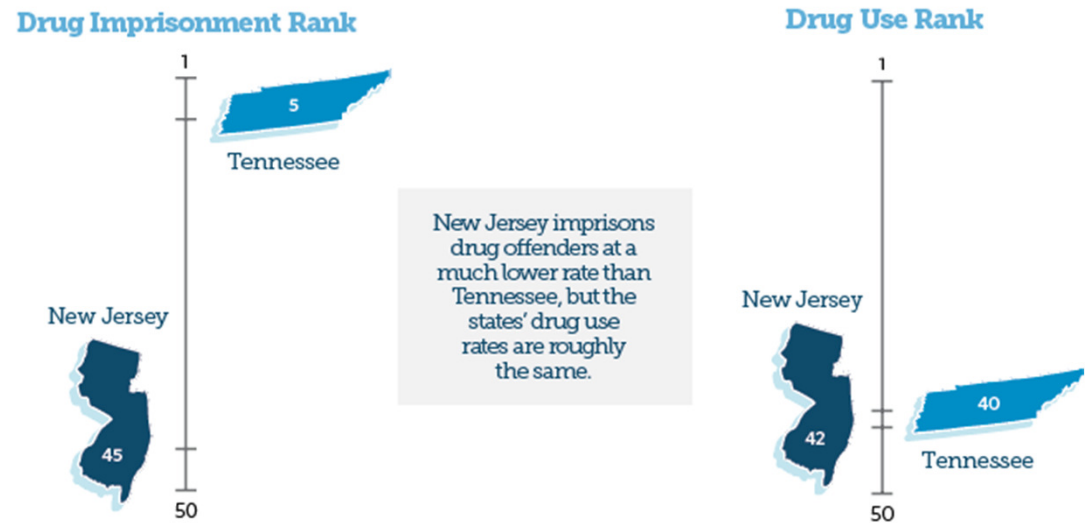 Drug Imprisonment Rank
1
5
Tennessee
New Jersey
45
50
New Jersey imprisons
drug offenders at a
much lower rate than
Tennessee, but the
states' drug use
rates are roughly
the same.
Drug Use Rank
1
New Jersey
42
40
Tennessee
50